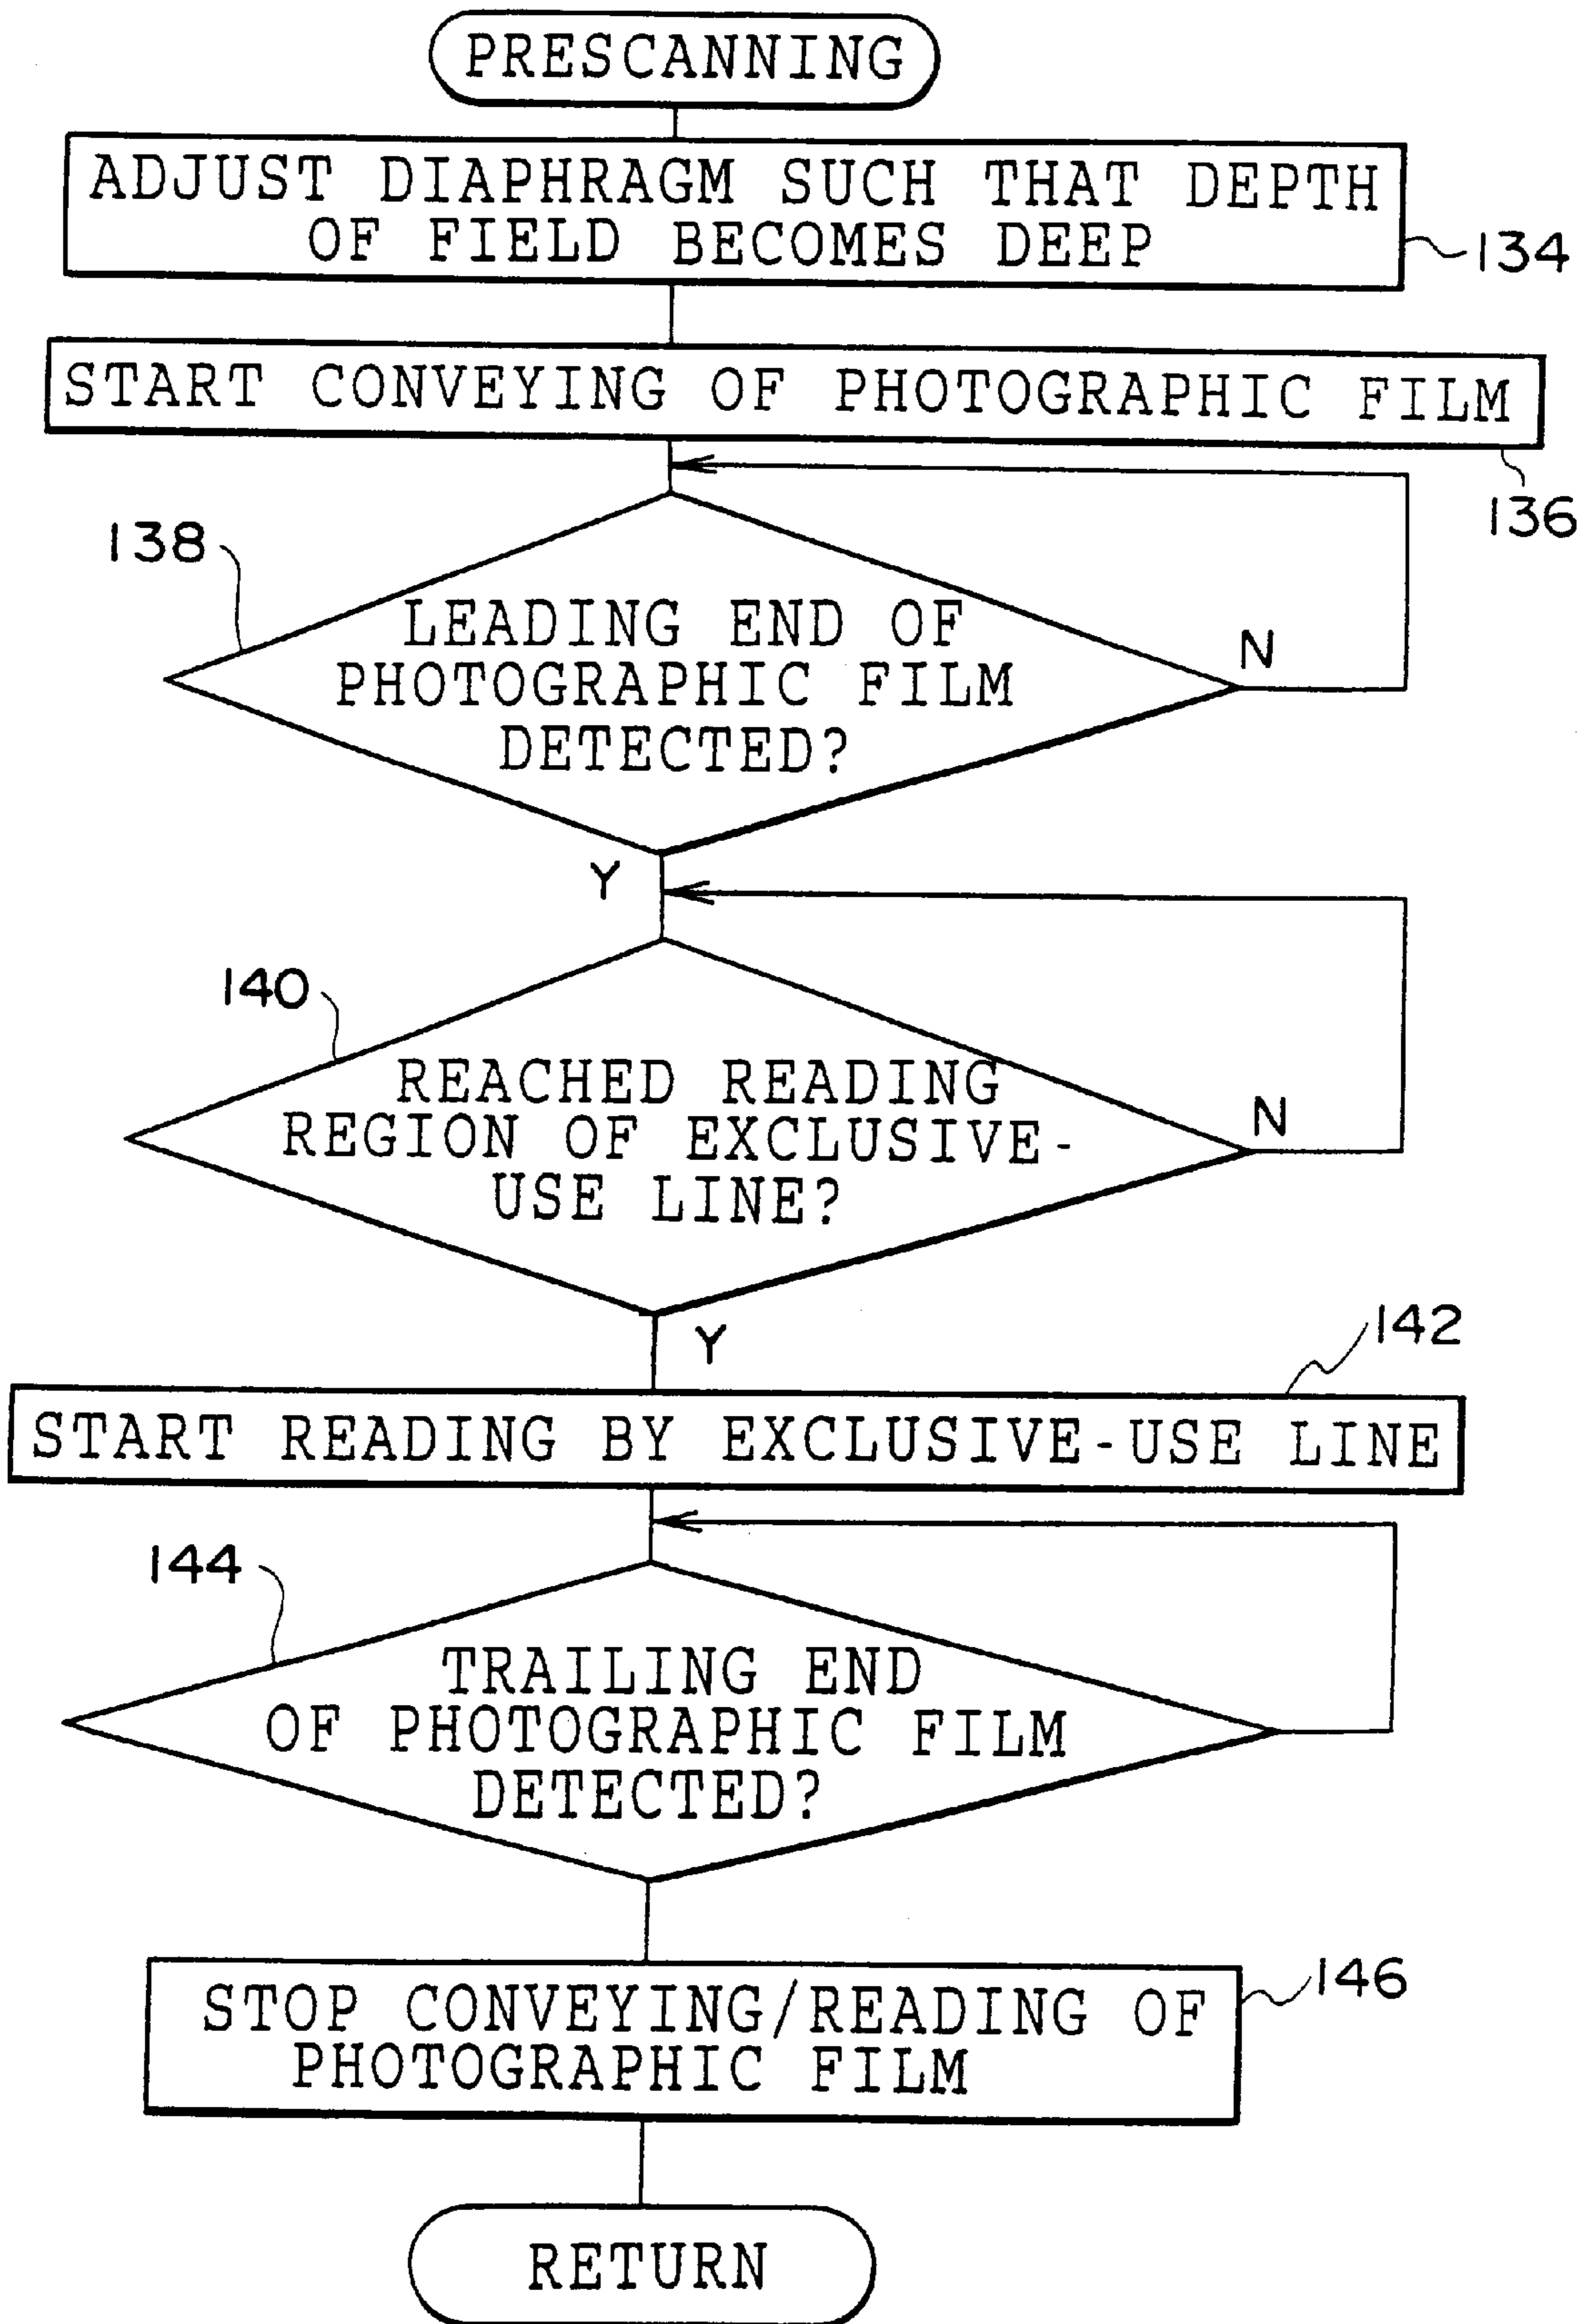 PRESCANNING
ADJUST DIAPHRAGM SUCH THAT DEPTH
OF FIELD BECOMES DEEP
134
START CONVEYING OF PHOTOGRAPHIC FILM
136
138
LEADING END OF
PHOTOGRAPHIC FILM
DETECTED?
N
Y
140
REACHED READING
REGION OF EXCLUSIVE-
USE LINE?
N
Y
142
START READING BY EXCLUSIVE-USE LINE
144
TRAILING END
OF PHOTOGRAPHIC FILM
DETECTED?
STOP CONVEYING/READING OF
PHOTOGRAPHIC FILM
146
RETURN